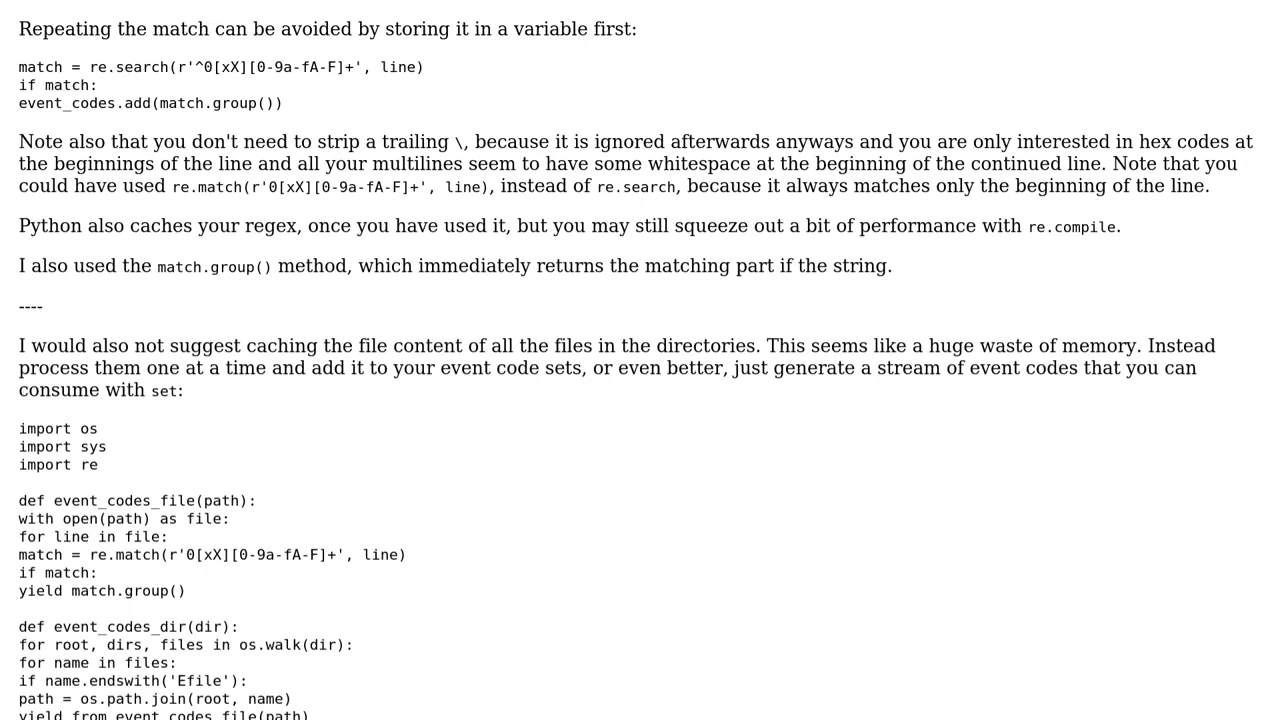 Repeating the match can be avoided by storing it in a variable first:
match = re.search(r'^0[xX][0-9a-fA-F]+', line)
if match:
event_codes.add(match.group())
Note also that you don't need to strip a trailing \, because it is ignored afterwards anyways and you are only interested in hex codes at
the beginnings of the line and all your multilines seem to have some whitespace at the beginning of the continued line. Note that you
could have used re.match(r'0[xX][0-9a-fA-F]+', line), instead of re.search, because it always matches only the beginning of the line.
Python also caches your regex, once you have used it, but you may still squeeze out a bit of performance with re.compile.
I also used the match.group() method, which immediately returns the matching part if the string.
----
I would also not suggest caching the file content of all the files in the directories. This seems like a huge waste of memory. Instead
process them one at a time and add it to your event code sets, or even better, just generate a stream of event codes that you can
consume with set:
import os
import sys
import re
def event_codes_file(path):
with open(path) as file:
for line in file:
match = re.match(r'0[xX][0-9a-fA-F]+', line)
if match:
yield match.group()
def event_codes_dir(dir):
for root, dirs, files in os.walk(dir):
for name in files:
if name.endswith('Efile'):
path = os.path.join(root, name)
yield from event_codes_file(path)